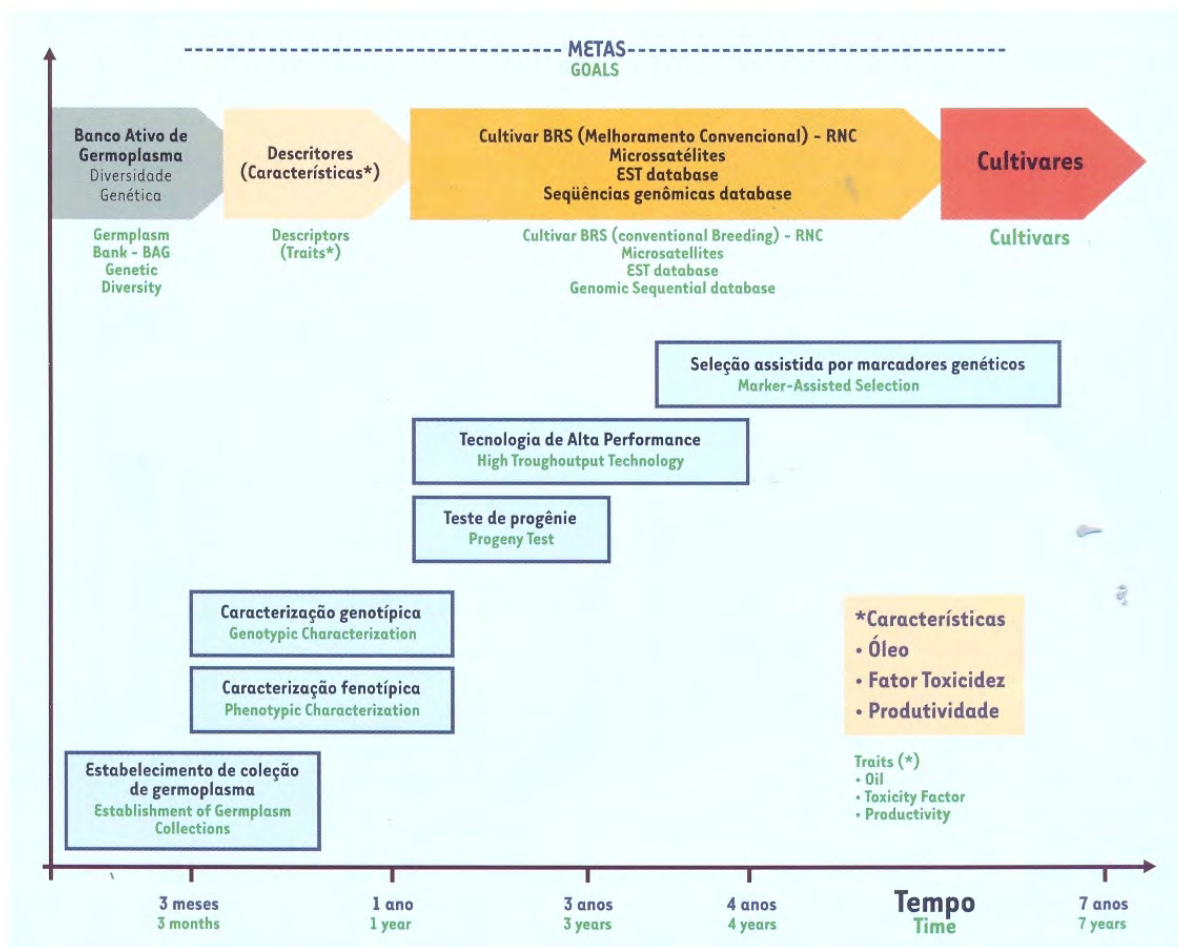 METAS
GOALS
Banco Ativo de
Germoplasma
Diversidade
Genética
Germplasm
Bank - BAG
Genetic
Diversity
Descritores
(Características*)
Descriptors
(Traits*)
Cultivar BRS (Melhoramento Convencional) - RNC
Microssatélites
EST database
Seqüências genômicas database
Cultivar BRS (conventional Breeding) - RNC
Microsatellites
EST database
Genomic Sequential database
Cultivares
Cultivars
Seleção assistida por marcadores genéticos
Marker-Assisted Selection
Tecnologia de Alta Performance
High Troughoutput Technology
Teste de progênie
Progeny Test
Caracterização genotípica
Genotypic Characterization
Caracterização fenotípica
Phenotypic Characterization
Estabelecimento de coleção
de germoplasma
Establishment of Germplasm
Collections
*Características
• Óleo
• Fator Toxicidez
• Produtividade
Traits (*)
• Oil
• Toxicity Factor
• Productivity
3 meses
3 months
1 ano
1 year
3 anos
3 years
4 anos
4 years
Tempo
Time
7 anos
7 years